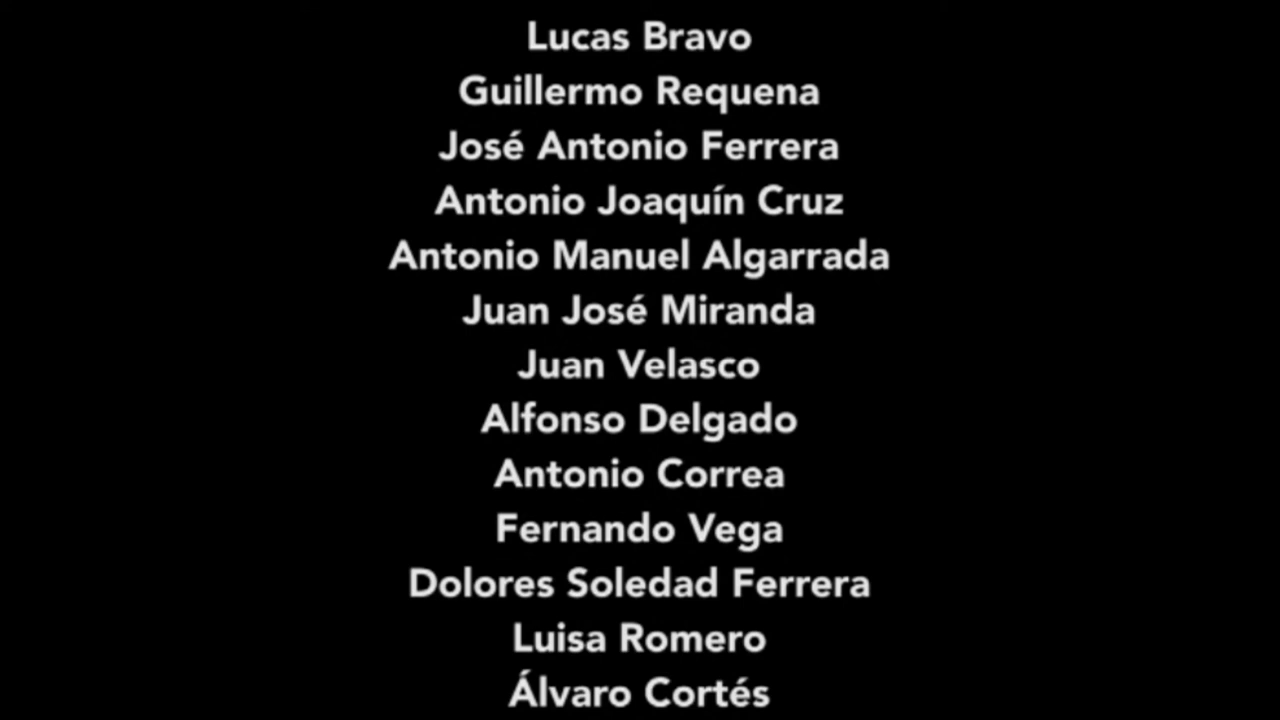 Lucas Bravo
Guillermo Requena
José Antonio Ferrera
Antonio Joaquín Cruz
Antonio Manuel Algarrada
Juan José Miranda
Juan Velasco
Alfonso Delgado
Antonio Correa
Fernando Vega
Dolores Soledad Ferrera
Luisa Romero
Álvaro Cortés